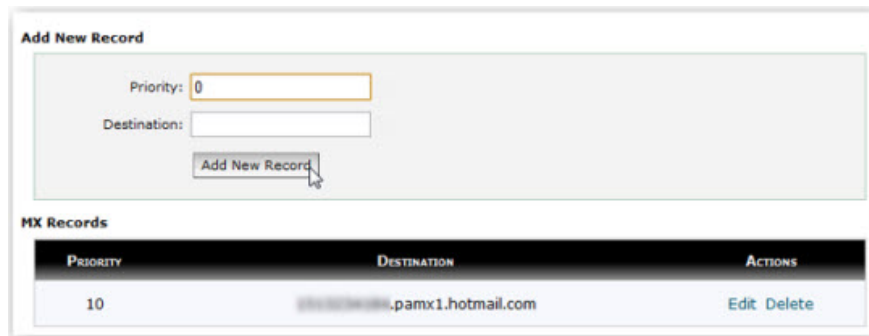 Add New Record
Priority: 0
Destination:
Add New Record
MX Records
PRIORITY DESTINATION ACTIONS
10 .pamx1.hotmail.com Edit Delete